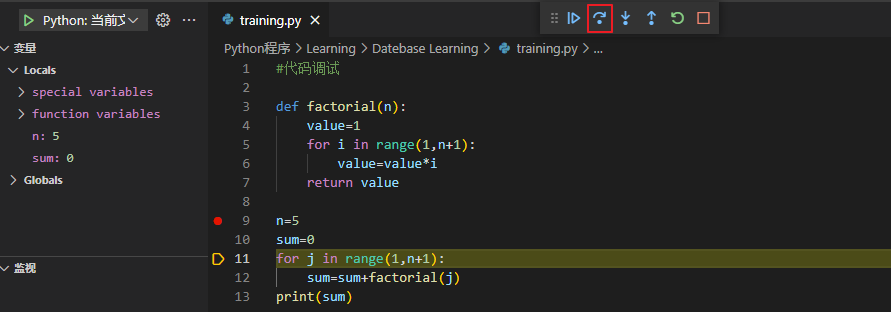 Python: 当前文
training.py
变量
Locals
special variables
function variables
n: 5
sum: 0
Globals
监视
Python程序 > Learning > Datebase Learning > training.py > ...
1 #代码调试
2
3 def factorial(n):
4 value=1
5 for i in range(1,n+1):
6 value=value*i
7 return value
8
9 n=5
10 sum=0
11 for j in range(1,n+1):
12 sum=sum+factorial(j)
13 print(sum)